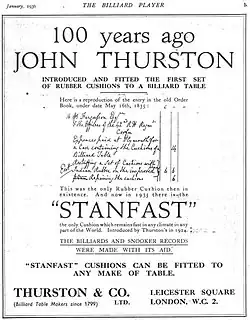 January, 1936 THE BILLIARD PLAYER
100 years ago
JOHN THURSTON
INTRODUCED AND FITTED THE FIRST SET
OF RUBBER CUSHIONS TO A BILLIARD TABLE
Here is a reproduction of the entry in the old Order
Book, under date May 16th, 1835:
Billiard Table
This was the only Rubber Cushion then in
existence. And now in 1935 there is the
"STANFAST"
the only Cushion which remains fast in any climate in any
part of the World. Introduced by Thurston's in 1924.
THE BILLIARDS AND SNOOKER RECORDS
WERE MADE WITH ITS AID.
"STANFAST" CUSHIONS CAN BE FITTED TO
ANY MAKE OF TABLE.
THURSTON & CO. LTD.
(Billiard Table Makers since 1799)
LEICESTER SQUARE
LONDON, W.C. 2.